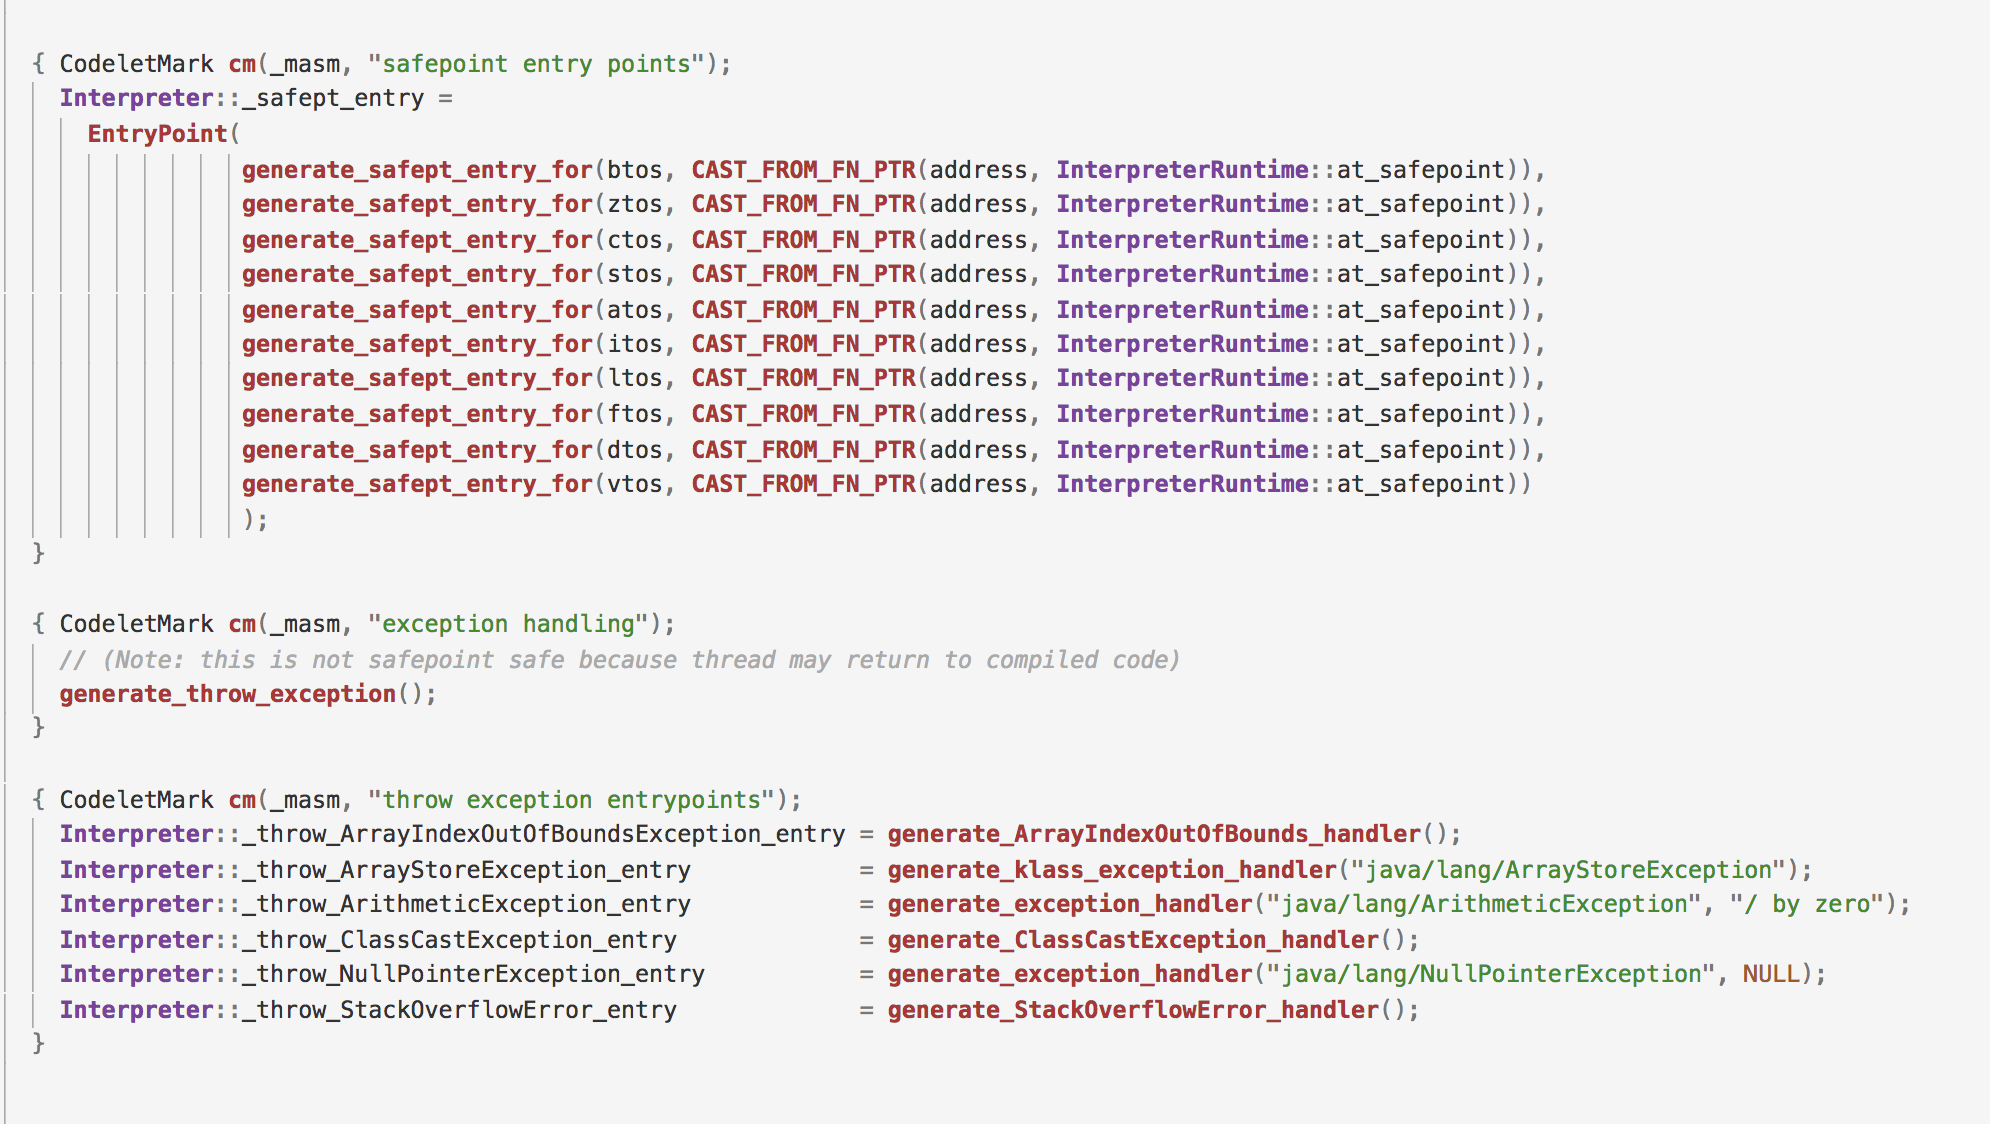 { CodeletMark cm(_masm, "safepoint entry points");
Interpreter::_safept_entry =
EntryPoint(
generate_safept_entry_for(btos, CAST_FROM_FN_PTR(address, InterpreterRuntime::at_safepoint)),
generate_safept_entry_for(ztos, CAST_FROM_FN_PTR(address, InterpreterRuntime::at_safepoint)),
generate_safept_entry_for(ctos, CAST_FROM_FN_PTR(address, InterpreterRuntime::at_safepoint)),
generate_safept_entry_for(stos, CAST_FROM_FN_PTR(address, InterpreterRuntime::at_safepoint)),
generate_safept_entry_for(atos, CAST_FROM_FN_PTR(address, InterpreterRuntime::at_safepoint)),
generate_safept_entry_for(itos, CAST_FROM_FN_PTR(address, InterpreterRuntime::at_safepoint)),
generate_safept_entry_for(ltos, CAST_FROM_FN_PTR(address, InterpreterRuntime::at_safepoint)),
generate_safept_entry_for(ftos, CAST_FROM_FN_PTR(address, InterpreterRuntime::at_safepoint)),
generate_safept_entry_for(dtos, CAST_FROM_FN_PTR(address, InterpreterRuntime::at_safepoint)),
generate_safept_entry_for(vtos, CAST_FROM_FN_PTR(address, InterpreterRuntime::at_safepoint))
);
}
{ CodeletMark cm(_masm, "exception handling");
// (Note: this is not safepoint safe because thread may return to compiled code)
generate_throw_exception();
}
{ CodeletMark cm(_masm, "throw exception entrypoints");
Interpreter::_throw_ArrayIndexOutOfBoundsException_entry = generate_ArrayIndexOutOfBounds_handler();
Interpreter::_throw_ArrayStoreException_entry = generate_klass_exception_handler("java/lang/ArrayStoreException");
Interpreter::_throw_ArithmeticException_entry = generate_exception_handler("java/lang/ArithmeticException", "/ by zero");
Interpreter::_throw_ClassCastException_entry = generate_ClassCastException_handler();
Interpreter::_throw_NullPointerException_entry = generate_exception_handler("java/lang/NullPointerException", NULL);
Interpreter::_throw_StackOverflowError_entry = generate_StackOverflowError_handler();
}